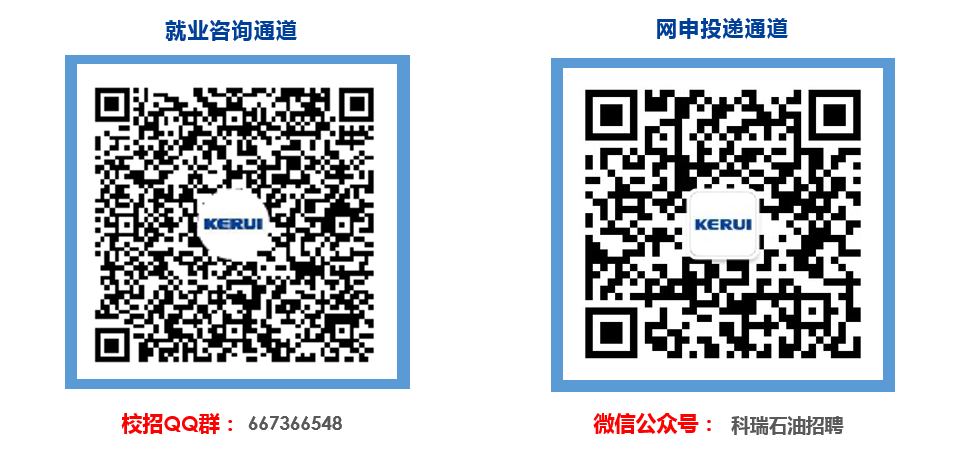 就业咨询通道
网申投递通道
KERUI
KERUI
校招QQ群： 667366548
微信公众号： 科瑞石油招聘